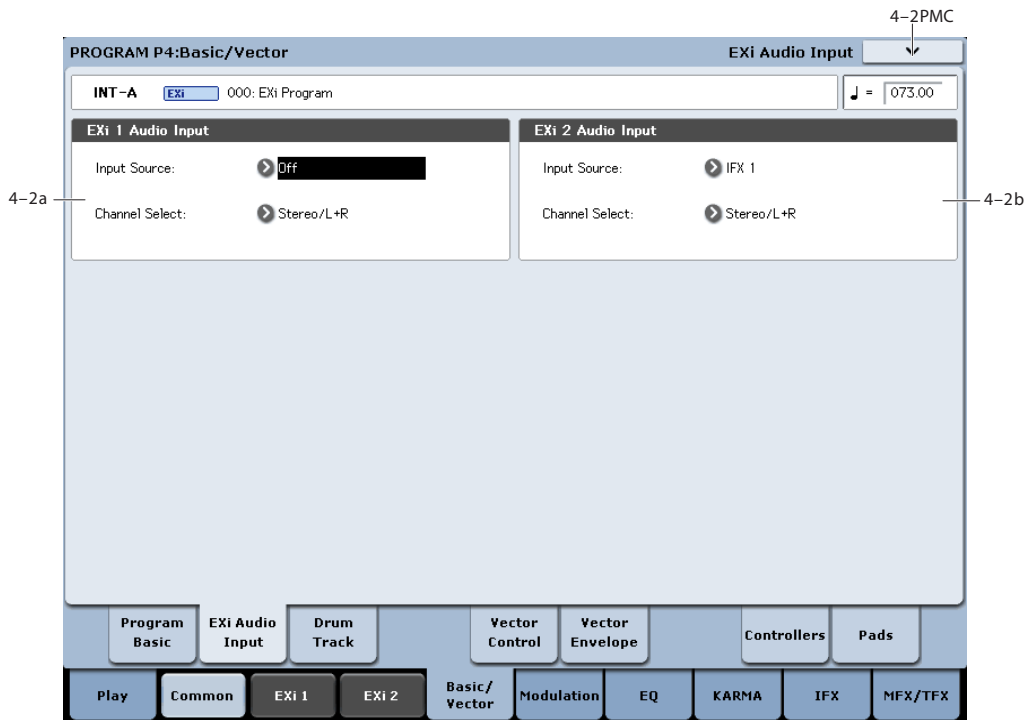 4-2PMC
PROGRAM P4:Basic/Vector EXi Audio Input
INT-A EXi 000: EXi Program ♩ = 073.00
EXi 1 Audio Input EXi 2 Audio Input
Input Source: Off Input Source: IFX 1
4-2a 4-2b
Channel Select: Stereo/L+R Channel Select: Stereo/L+R
Program Basic EXi Audio Input Drum Track Vector Control Vector Envelope Controllers Pads
Play Common EXi 1 EXi 2 Basic/Vector Modulation EQ KARMA IFX MFX/TFX